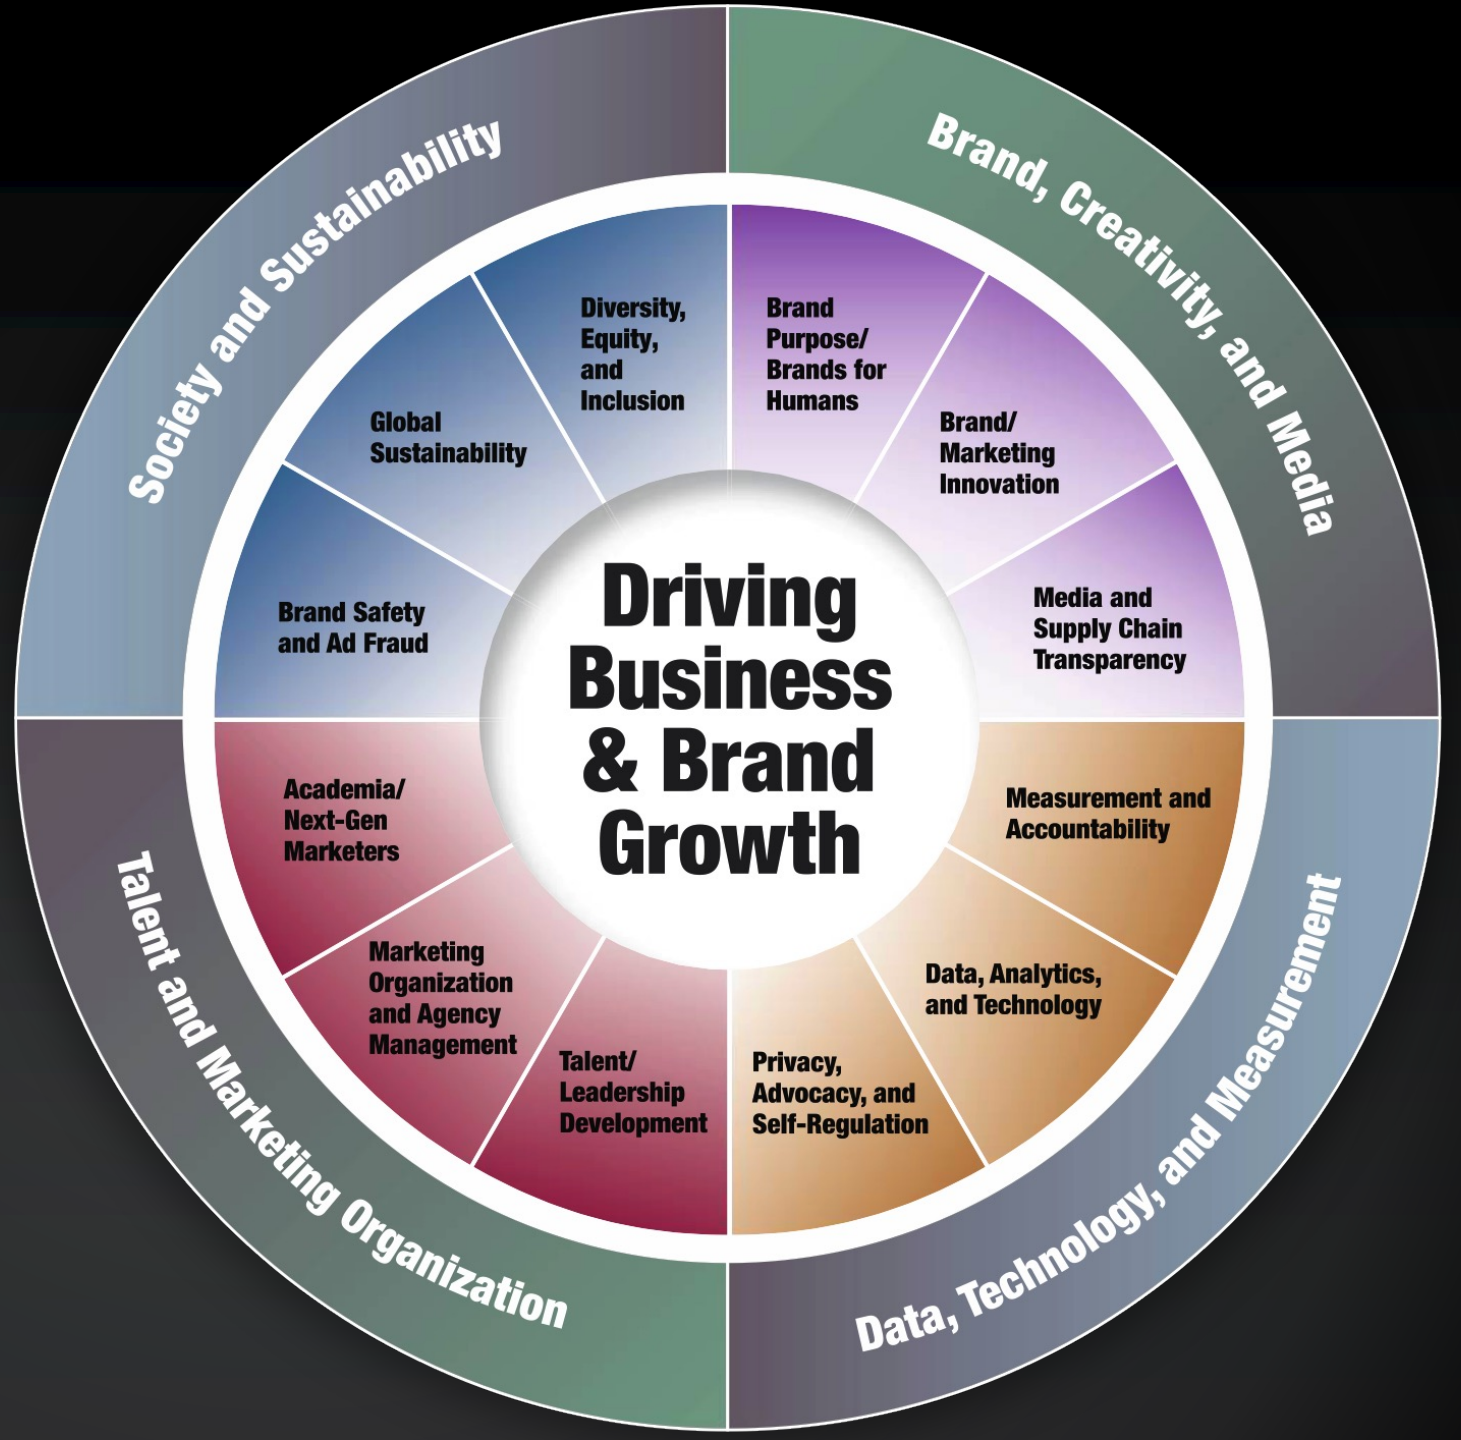 Society and Sustainability
Brand, Creativity, and Media
Diversity,
Equity,
and
Inclusion
Brand
Purpose/
Brands for
Humans
Global
Sustainability
Brand/
Marketing
Innovation
Brand Safety
and Ad Fraud
Media and
Supply Chain
Transparency
Driving
Business
& Brand
Growth
Academia/
Next-Gen
Marketers
Measurement and
Accountability
Marketing
Organization
and Agency
Management
Data, Analytics,
and Technology
Talent/
Leadership
Development
Privacy,
Advocacy, and
Self-Regulation
Talent and Marketing Organization
Data, Technology, and Measurement